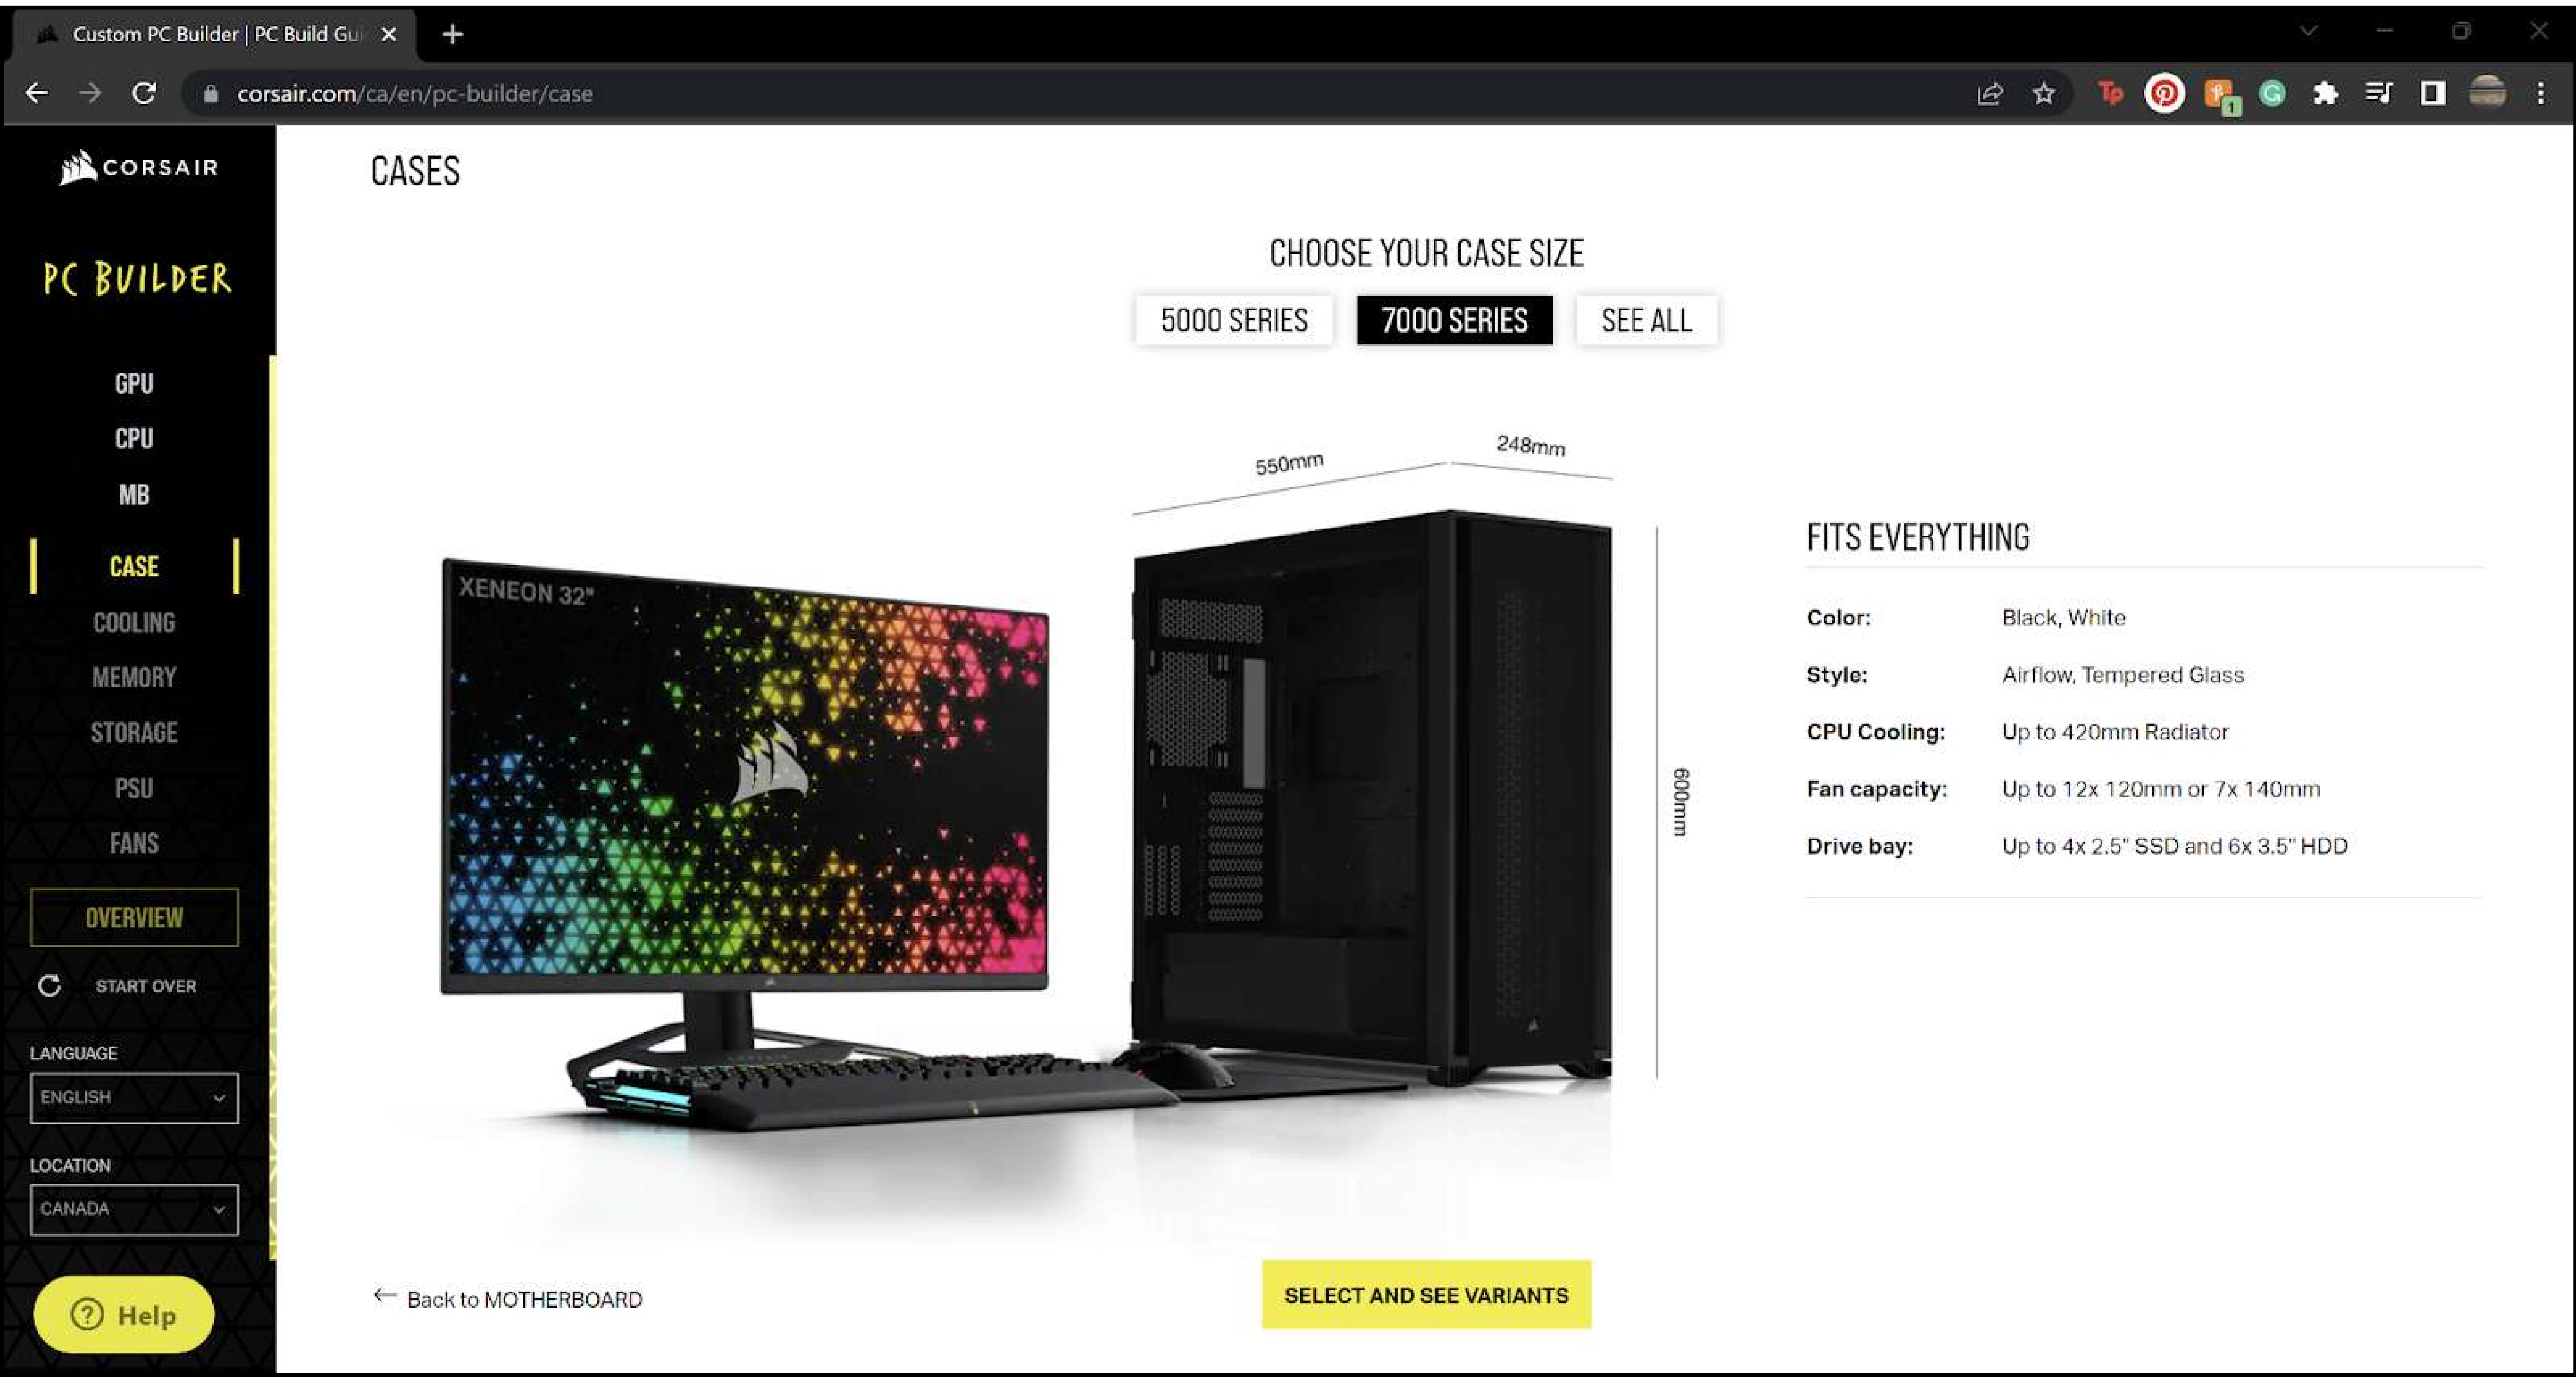 Custom PC Builder | PC Build Gui
corsair.com/ca/en/pc-builder/case
Tp
1
CORSAIR
PC BUILDER
GPU
CPU
MB
CASE
COOLING
MEMORY
STORAGE
PSU
FANS
OVERVIEW
START OVER
LANGUAGE
ENGLISH
LOCATION
CANADA
? Help
CASES
CHOOSE YOUR CASE SIZE
5000 SERIES 7000 SERIES SEE ALL
550mm 248mm
XENEON 32"
600mm
FITS EVERYTHING
Color: Black, White
Style: Airflow, Tempered Glass
CPU Cooling: Up to 420mm Radiator
Fan capacity: Up to 12x 120mm or 7x 140mm
Drive bay: Up to 4x 2.5" SSD and 6x 3.5" HDD
← Back to MOTHERBOARD
SELECT AND SEE VARIANTS